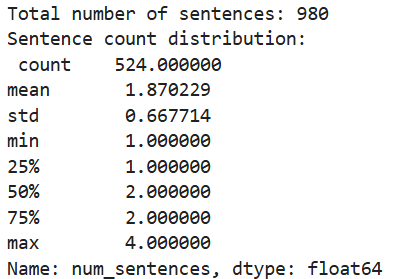 Total number of sentences: 980
Sentence count distribution:
 count    524.000000
mean       1.870229
std        0.667714
min        1.000000
25%        1.000000
50%        2.000000
75%        2.000000
max        4.000000
Name: num_sentences, dtype: float64